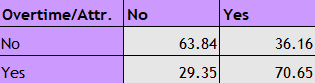 Overtime/Attr. No Yes
No 63.84 36.16
Yes 29.35 70.65